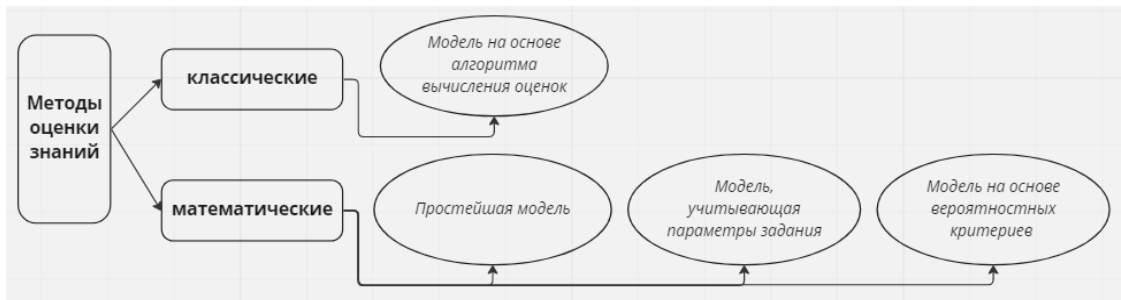 Методы
оценки
знаний
классические
Модель на основе
алгоритма
вычисления оценок
математические
Простейшая модель
Модель,
учитывающая
параметры задания
Модель на основе
вероятностных
критериев